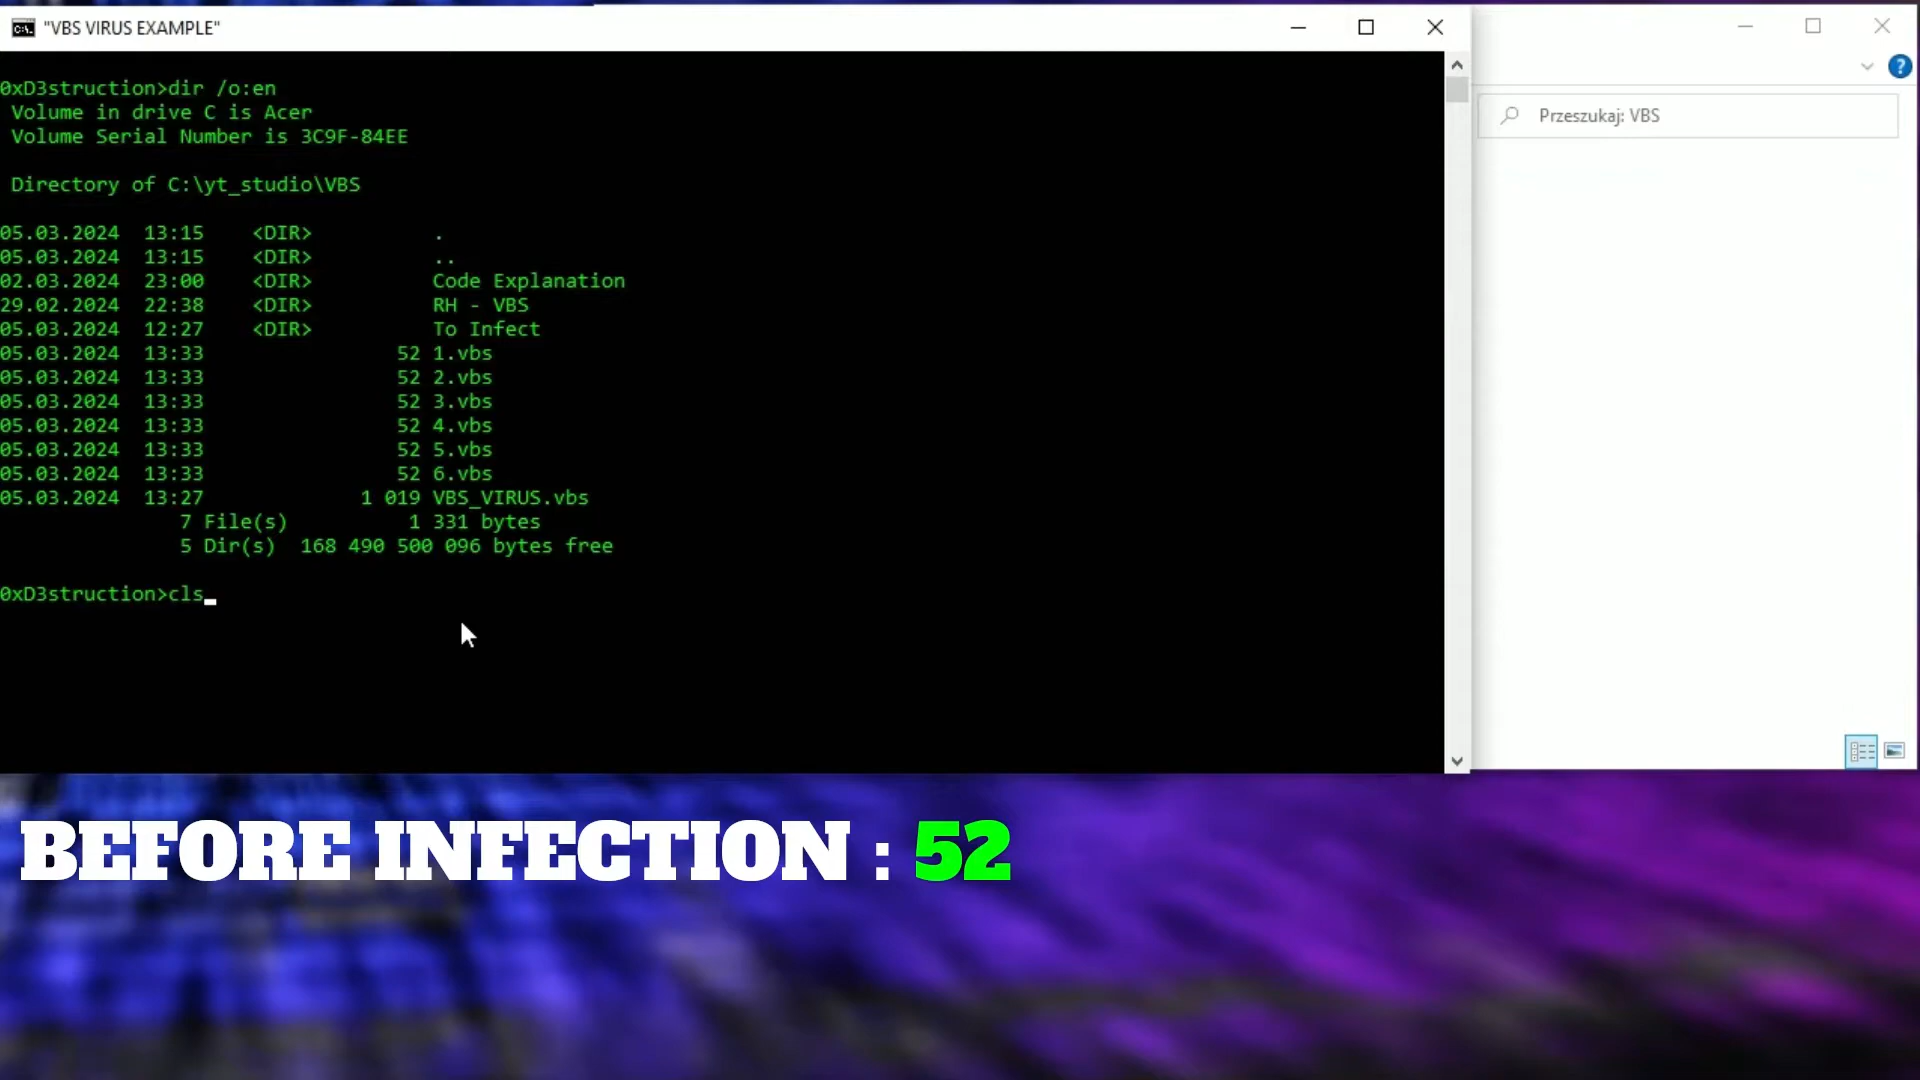 "VBS VIRUS EXAMPLE"
0xD3struction>dir /o:en
Volume in drive C is Acer
Volume Serial Number is 3C9F-84EE
Directory of C:\yt_studio\VBS
05.03.2024 13:15 <DIR> .
05.03.2024 13:15 <DIR> ..
02.03.2024 23:00 <DIR> Code Explanation
29.02.2024 22:38 <DIR> RH - VBS
05.03.2024 12:27 <DIR> To Infect
05.03.2024 13:33 52 1.vbs
05.03.2024 13:33 52 2.vbs
05.03.2024 13:33 52 3.vbs
05.03.2024 13:33 52 4.vbs
05.03.2024 13:33 52 5.vbs
05.03.2024 13:33 52 6.vbs
05.03.2024 13:27 1 019 VBS_VIRUS.vbs
7 File(s) 1 331 bytes
5 Dir(s) 168 490 500 096 bytes free
0xD3struction>cls_
Przeszukaj: VBS
BEFORE INFECTION : 52